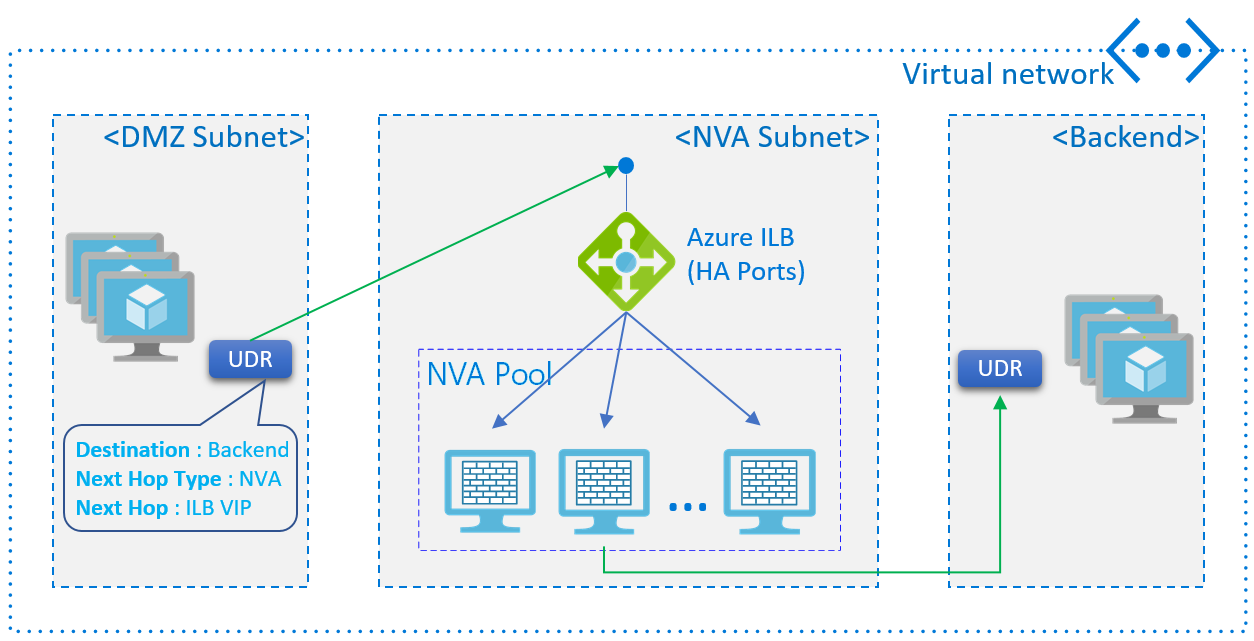 Virtual network
<DMZ Subnet>
<NVA Subnet>
<Backend>
Azure ILB
(HA Ports)
UDR
UDR
NVA Pool
Destination : Backend
Next Hop Type : NVA
Next Hop : ILB VIP